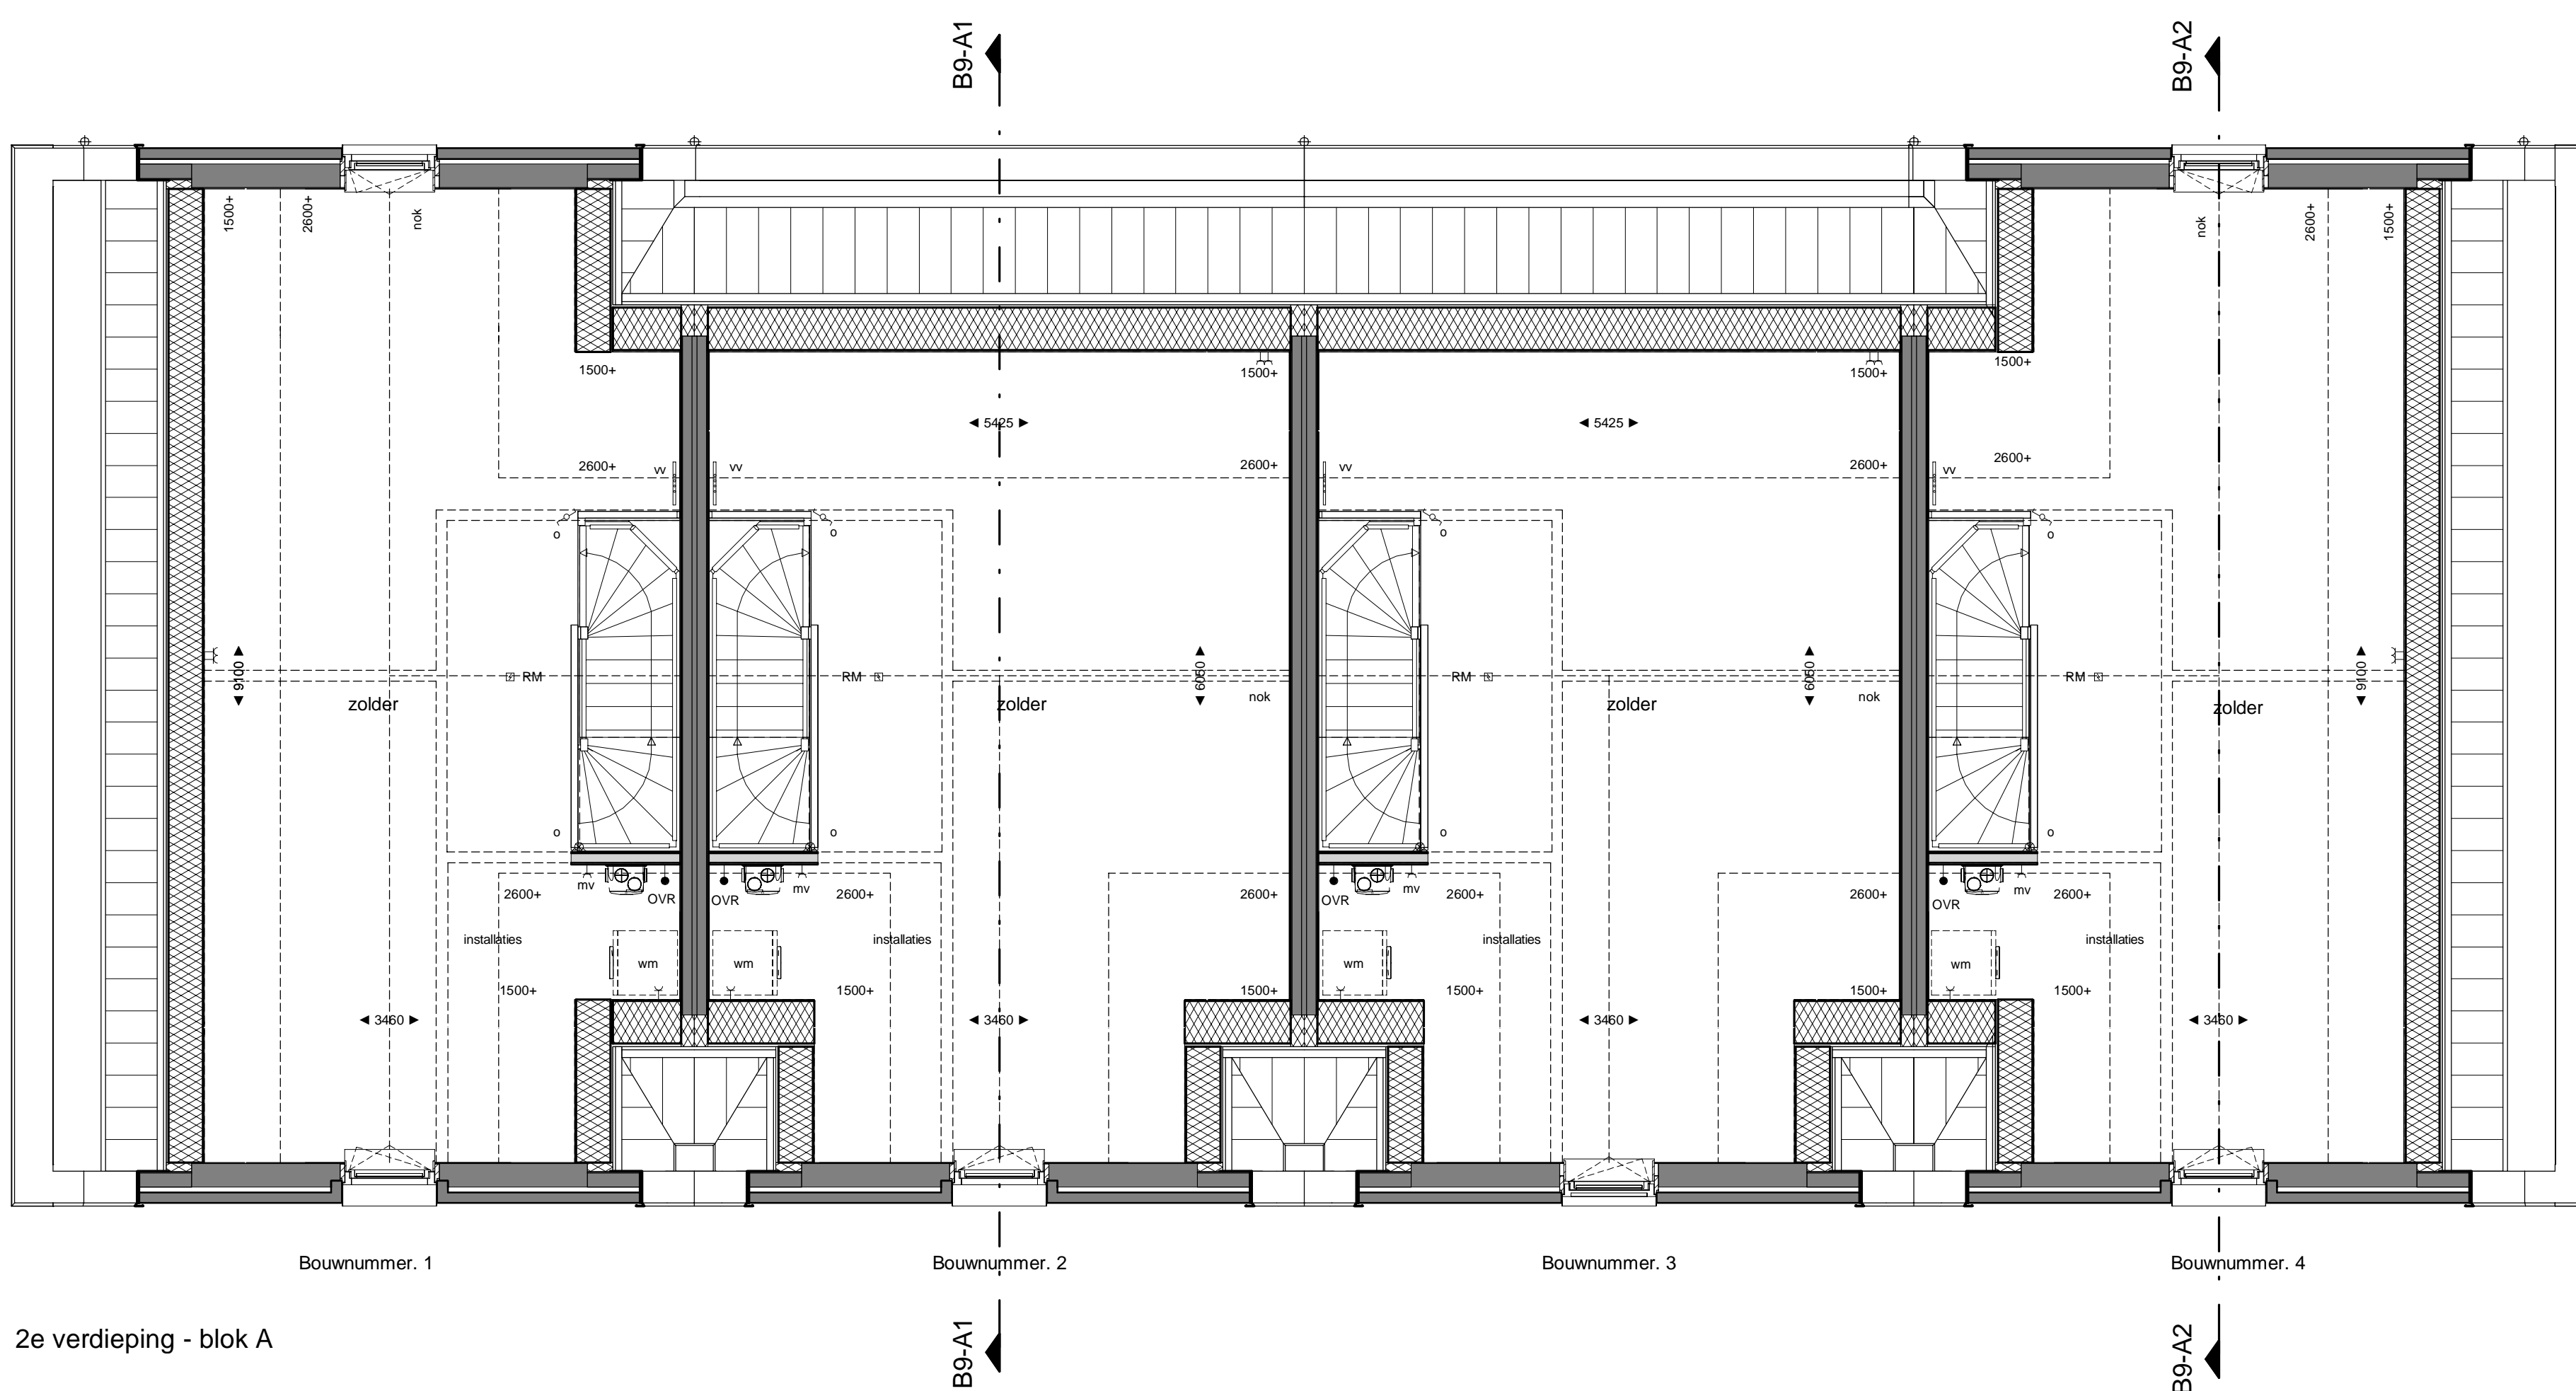 B9-A1
B9-A2
1500+
2600+
nok
nok
2600+
1500+
1500+
1500+
1500+
1500+
◄ 5425 ►
◄ 5425 ►
2600+
vv
vv
2600+
vv
2600+
vv
2600+
o
o
o
o
◄ 9100 ►
RM
RM
◄ 6050 ►
RM
◄ 6050 ►
RM
◄ 9100 ►
zolder
zolder
nok
zolder
nok
zolder
o
o
o
o
mv
mv
mv
mv
2600+
OVR
OVR
2600+
2600+
OVR
2600+
2600+
OVR
2600+
installaties
installaties
installaties
installaties
wm
wm
wm
wm
1500+
1500+
1500+
1500+
1500+
1500+
◄ 3460 ►
◄ 3460 ►
◄ 3460 ►
◄ 3460 ►
Bouwnummer. 1
Bouwnummer. 2
Bouwnummer. 3
Bouwnummer. 4
2e verdieping - blok A
B9-A1
B9-A2